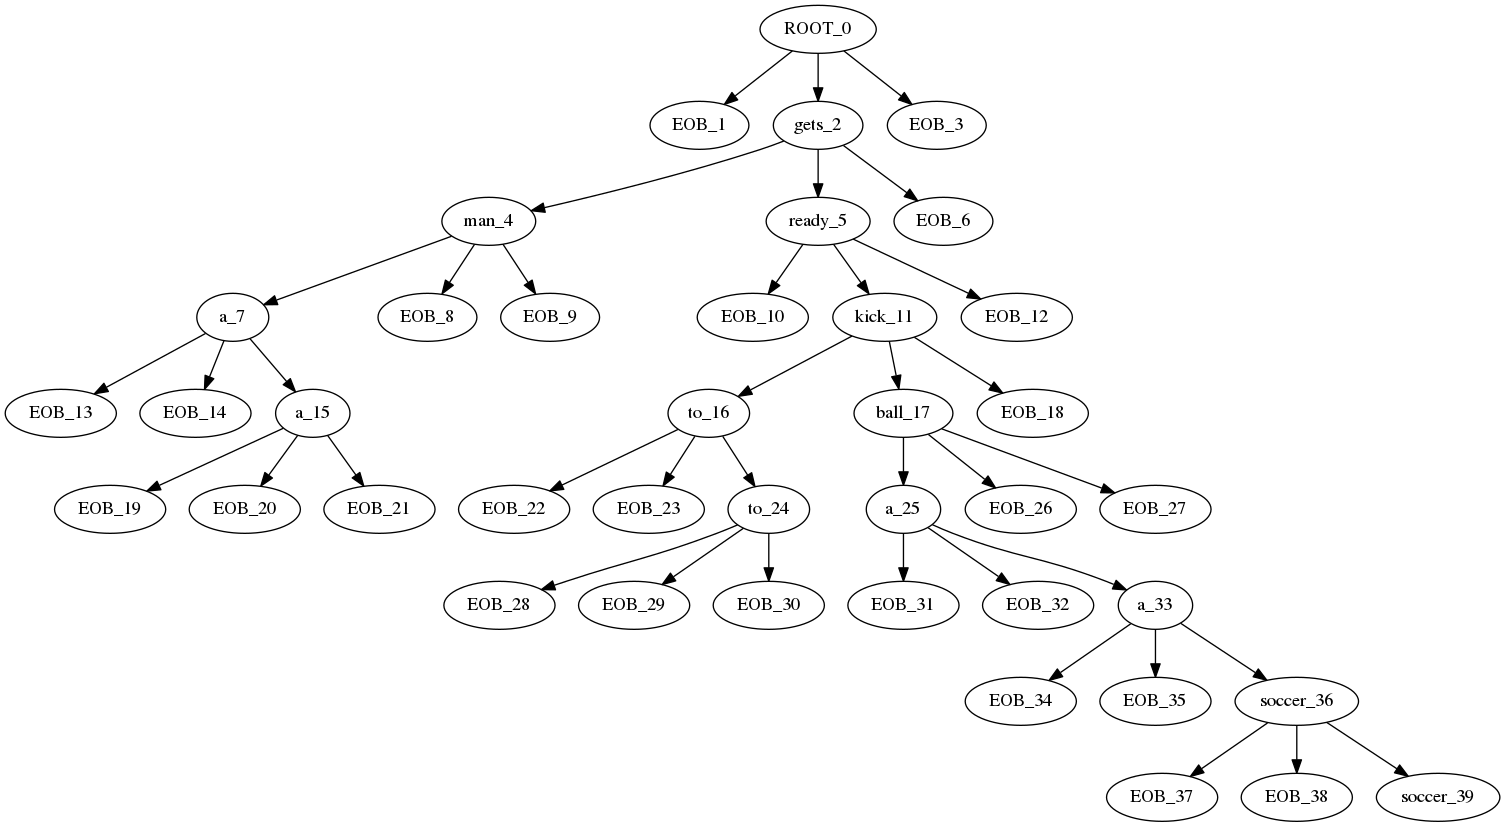 ROOT_0
EOB_1 gets_2 EOB_3
man_4 ready_5 EOB_6
a_7 EOB_8 EOB_9 EOB_10 kick_11 EOB_12
EOB_13 EOB_14 a_15 to_16 ball_17 EOB_18
EOB_19 EOB_20 EOB_21 EOB_22 EOB_23 to_24 a_25 EOB_26 EOB_27
EOB_28 EOB_29 EOB_30 EOB_31 EOB_32 a_33
EOB_34 EOB_35 soccer_36
EOB_37 EOB_38 soccer_39